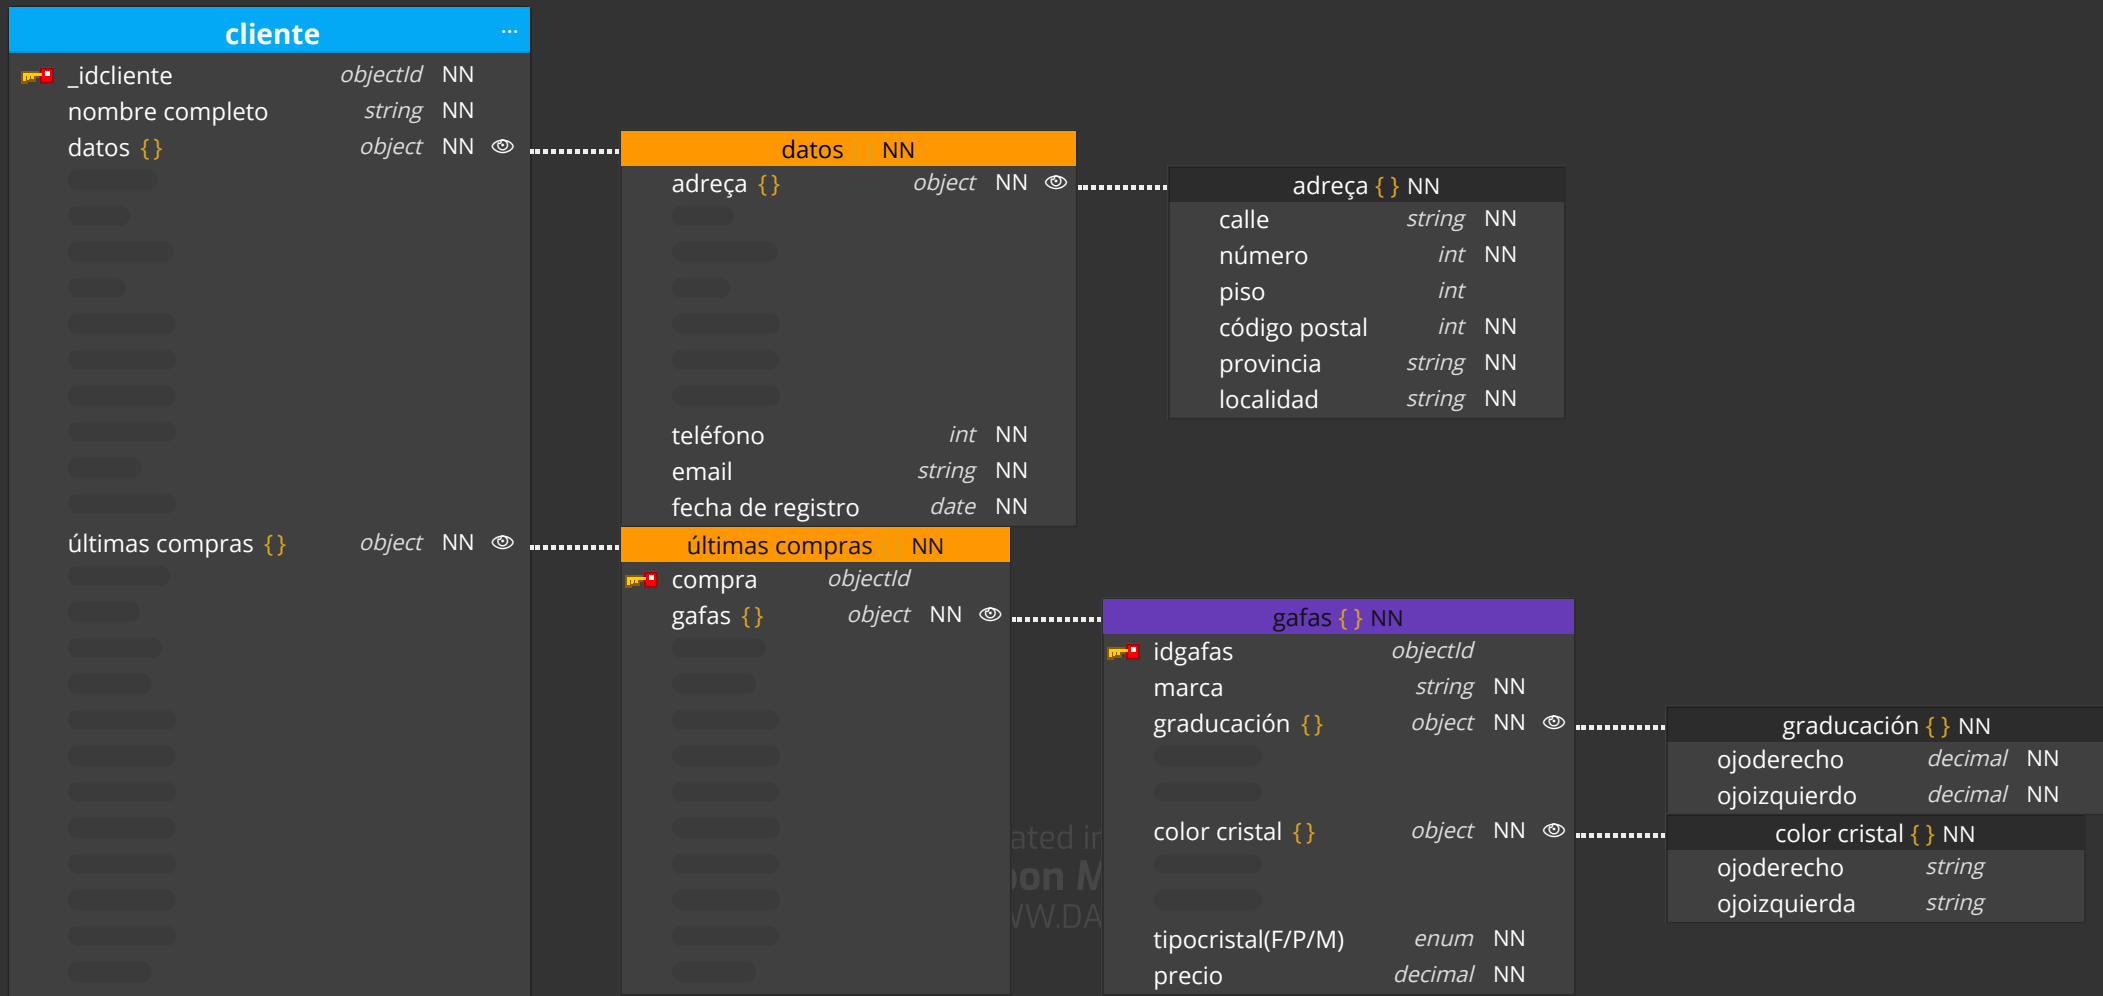 cliente ...
_idcliente objectId NN
nombre completo string NN
datos {} object NN
últimas compras {} object NN
datos NN
adreça {} object NN
teléfono int NN
email string NN
fecha de registro date NN
adreça { } NN
calle string NN
número int NN
piso int
código postal int NN
provincia string NN
localidad string NN
últimas compras NN
compra objectId
gafas {} object NN
gafas { } NN
idgafas objectId
marca string NN
graducación {} object NN
color cristal {} object NN
tipocristal(F/P/M) enum NN
precio decimal NN
graducación { } NN
ojoderecho decimal NN
ojoizquierdo decimal NN
color cristal { } NN
ojoderecho string
ojoizquierda string